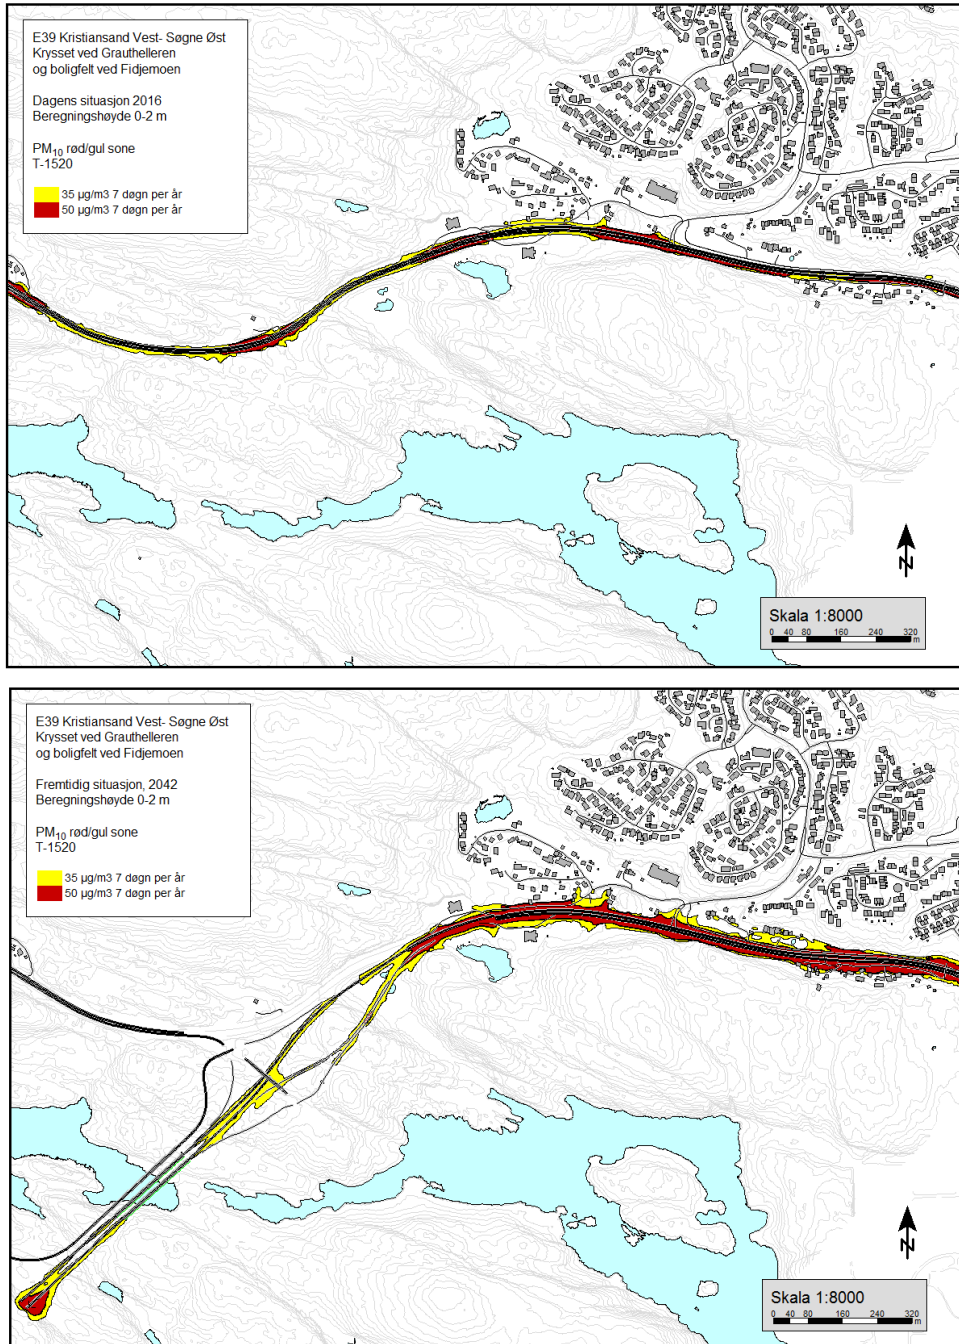 E39 Kristiansand Vest- Søgne Øst
Krysset ved Grauthelleren
og boligfelt ved Fidjemoen
Dagens situasjon 2016
Beregningshøyde 0-2 m
PM10 rød/gul sone
T-1520
35 µg/m3 7 døgn per år
50 µg/m3 7 døgn per år
N
Skala 1:8000
0 40 80 160 240 320
m
E39 Kristiansand Vest- Søgne Øst
Krysset ved Grauthelleren
og boligfelt ved Fidjemoen
Fremtidig situasjon, 2042
Beregningshøyde 0-2 m
PM10 rød/gul sone
T-1520
35 µg/m3 7 døgn per år
50 µg/m3 7 døgn per år
N
Skala 1:8000
0 40 80 160 240 320
m